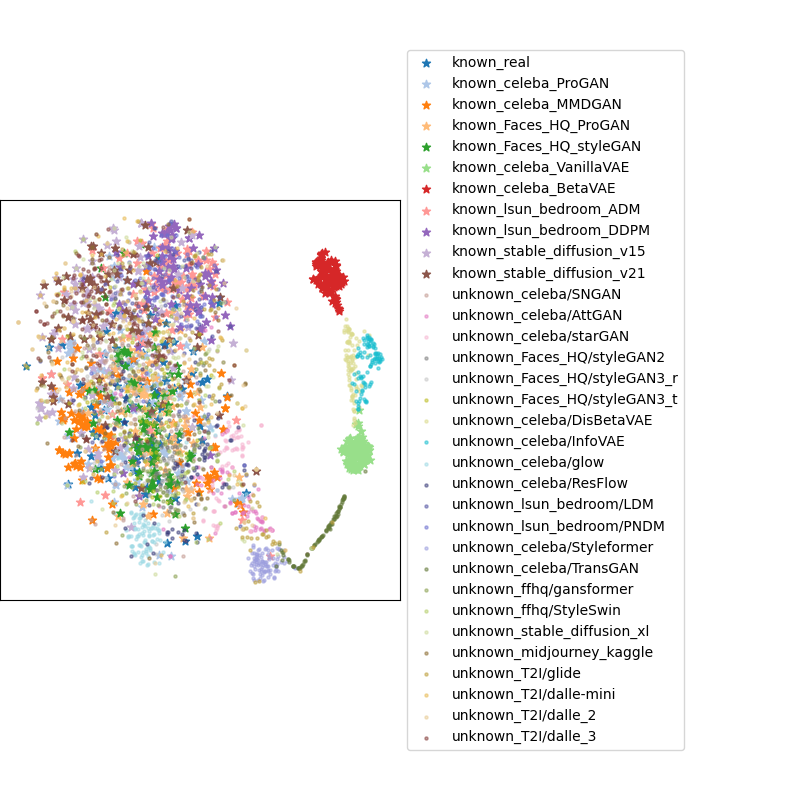 known_real
known_celeba_ProGAN
known_celeba_MMDGAN
known_Faces_HQ_ProGAN
known_Faces_HQ_styleGAN
known_celeba_VanillaVAE
known_celeba_BetaVAE
known_lsun_bedroom_ADM
known_lsun_bedroom_DDPM
known_stable_diffusion_v15
known_stable_diffusion_v21
unknown_celeba/SNGAN
unknown_celeba/AttGAN
unknown_celeba/starGAN
unknown_Faces_HQ/styleGAN2
unknown_Faces_HQ/styleGAN3_r
unknown_Faces_HQ/styleGAN3_t
unknown_celeba/DisBetaVAE
unknown_celeba/InfoVAE
unknown_celeba/glow
unknown_celeba/ResFlow
unknown_lsun_bedroom/LDM
unknown_lsun_bedroom/PNDM
unknown_celeba/Styleformer
unknown_celeba/TransGAN
unknown_ffhq/gansformer
unknown_ffhq/StyleSwin
unknown_stable_diffusion_xl
unknown_midjourney_kaggle
unknown_T2I/glide
unknown_T2I/dalle-mini
unknown_T2I/dalle_2
unknown_T2I/dalle_3